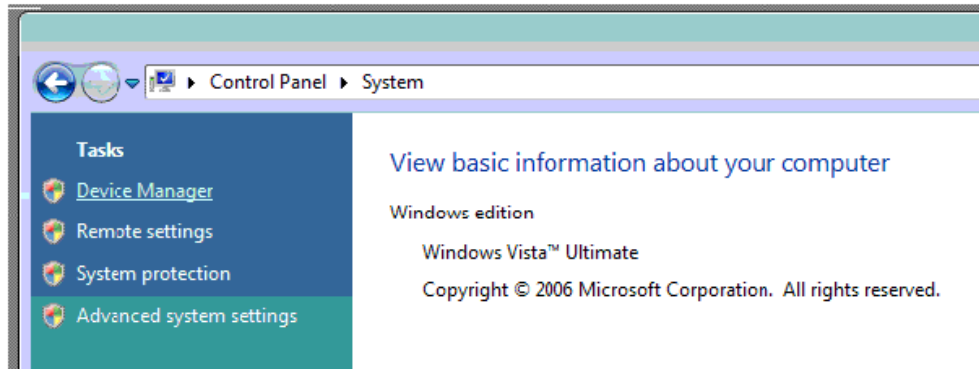 Control Panel
System
Tasks
Device Manager
Remote settings
System protection
Advanced system settings
View basic information about your computer
Windows edition
Windows Vista™ Ultimate
Copyright © 2006 Microsoft Corporation. All rights reserved.